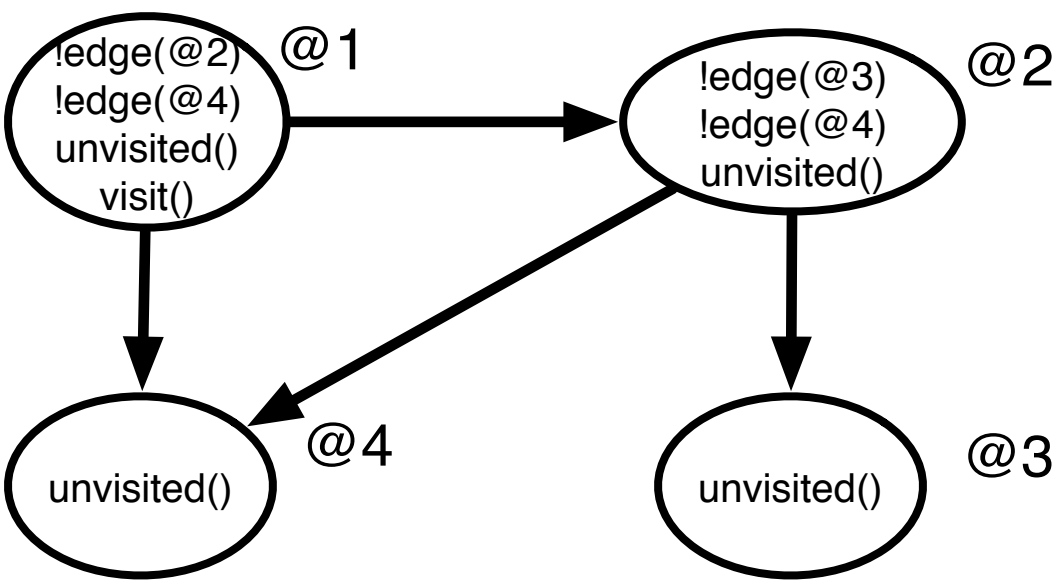 !edge(@2)
!edge(@4)
unvisited()
visit()
@1
!edge(@3)
!edge(@4)
unvisited()
@2
unvisited()
@4
unvisited()
@3